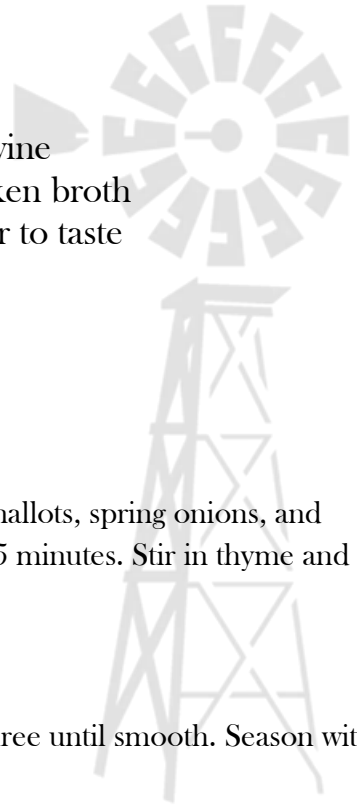 vine
ken broth
r to taste
hallots, spring onions, and
5 minutes. Stir in thyme and
ree until smooth. Season wit